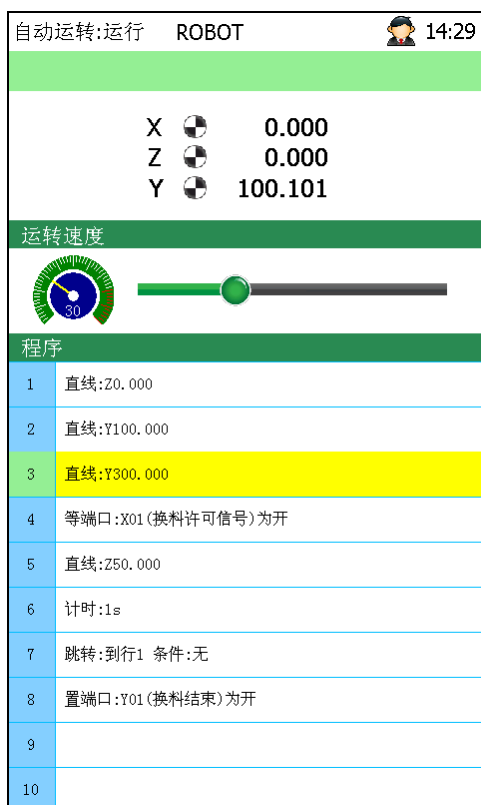 自动运转:运行 ROBOT 14:29
X 0.000
Z 0.000
Y 100.101
运转速度
30
程序
1 直线:Z0.000
2 直线:Y100.000
3 直线:Y300.000
4 等端口:X01(换料许可信号)为开
5 直线:Z50.000
6 计时:1s
7 跳转:到行1 条件:无
8 置端口:Y01(换料结束)为开
9
10